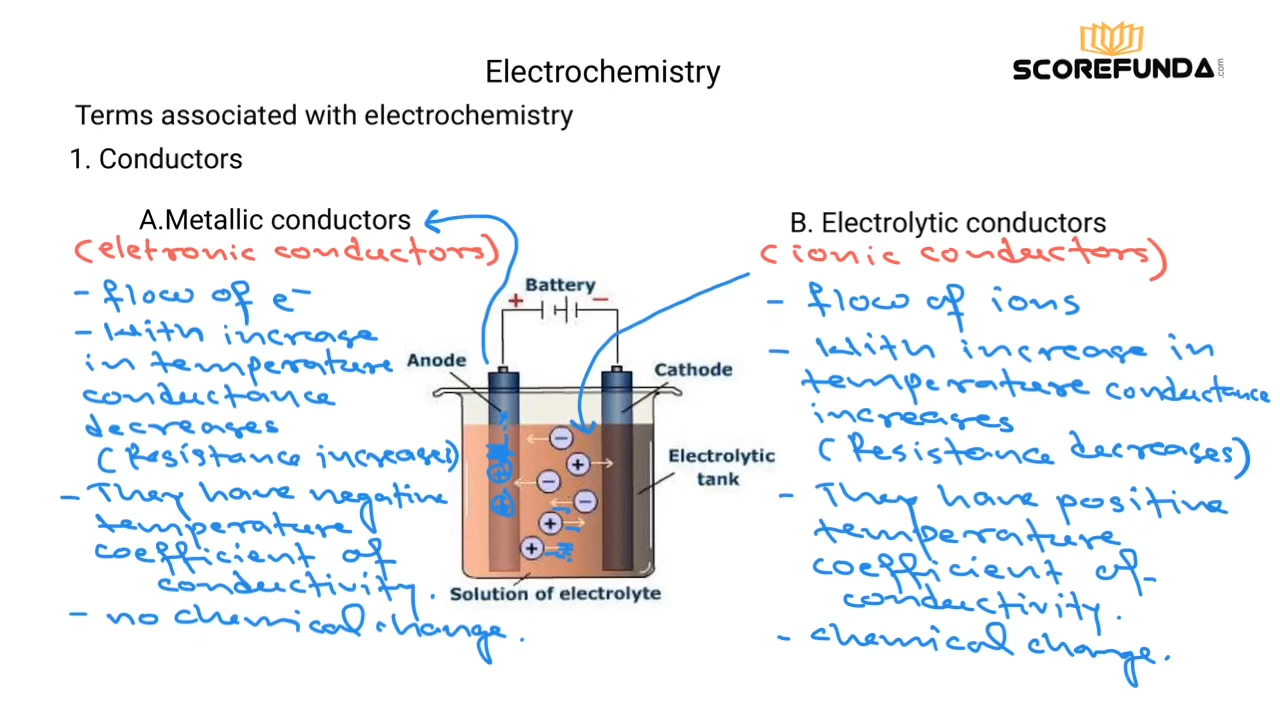 SCOREFUNDA.com
Electrochemistry
Terms associated with electrochemistry
1. Conductors
A.Metallic conductors
(eletronic conductors)
- flow of e⁻
- With increase
in temperature
conductance
decreases
(Resistance increases)
- They have negative
temperature
coefficient of
conductivity.
- no chemical change.
Battery
+ −
Anode
Cathode
Electrolytic
tank
Solution of electrolyte
B. Electrolytic conductors
(ionic conductors)
- flow of ions
- With increase in
temperature conductance
increases
(Resistance decreases)
- They have positive
temperature
coefficient of
conductivity.
- chemical change.